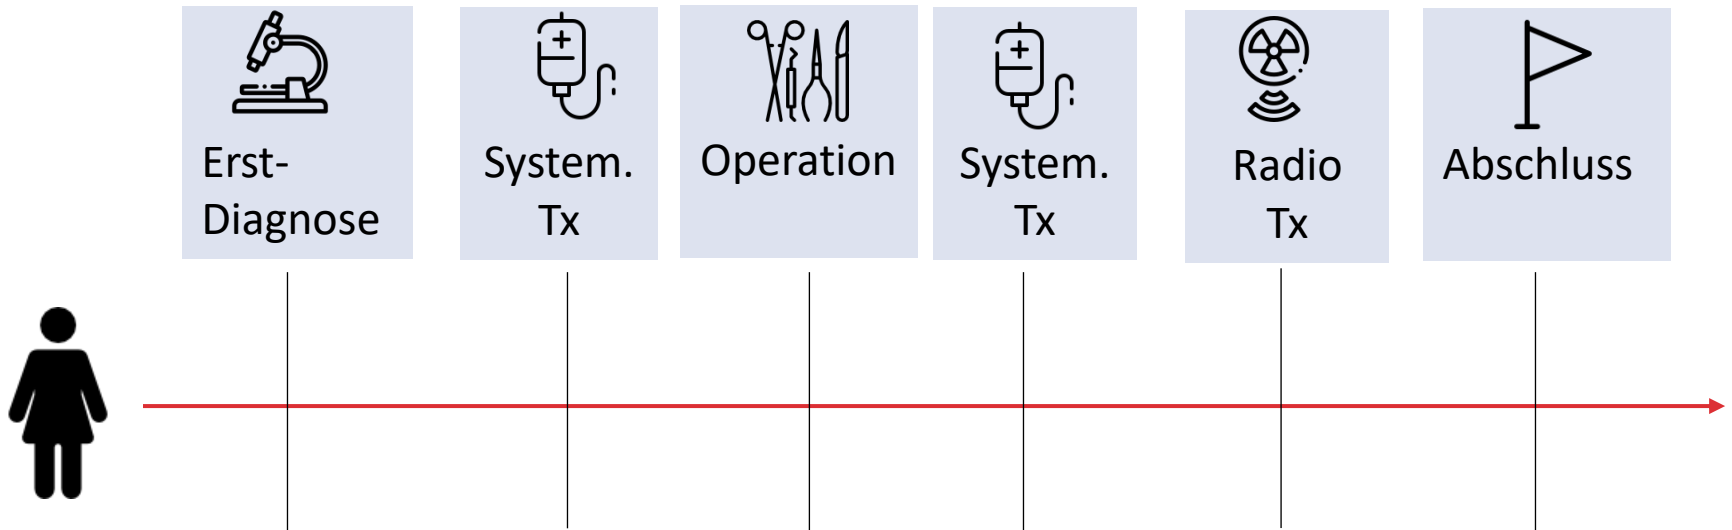 Erst-
Diagnose
System.
Tx
Operation
System.
Tx
Radio
Tx
Abschluss